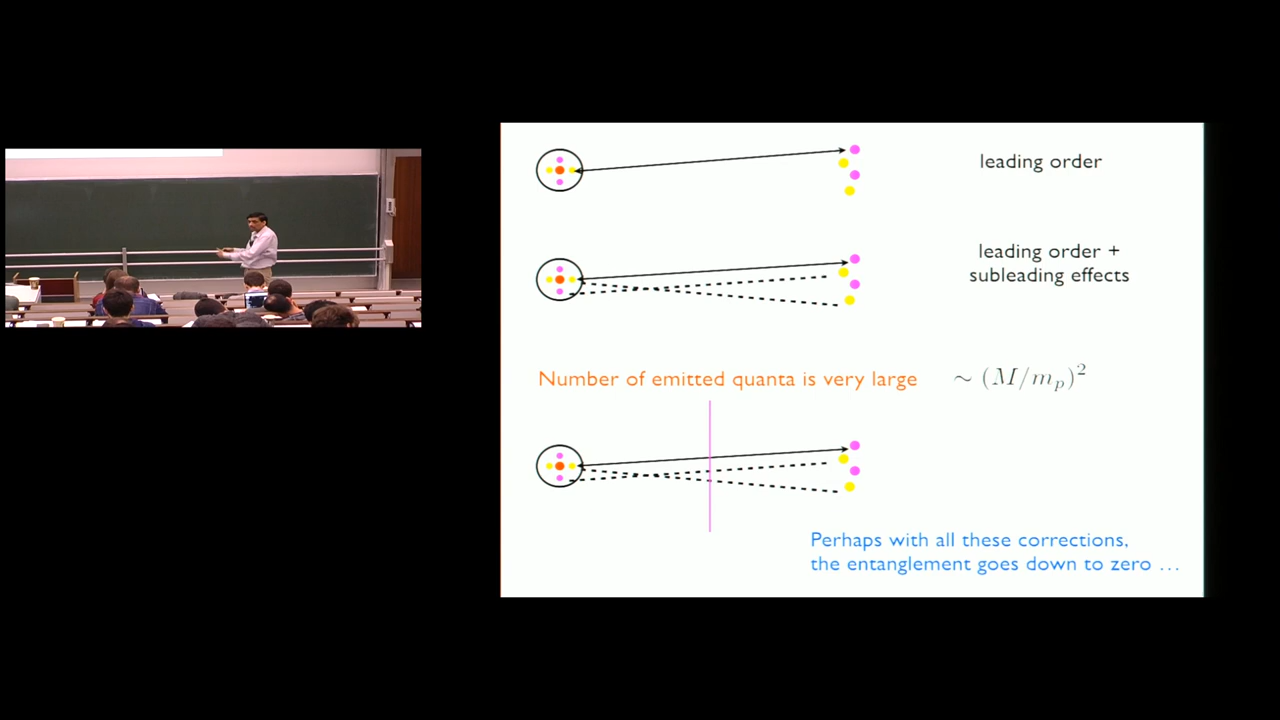 leading order
leading order +
subleading effects
Number of emitted quanta is very large ∼ (M/m_p)^2
Perhaps with all these corrections,
the entanglement goes down to zero ...